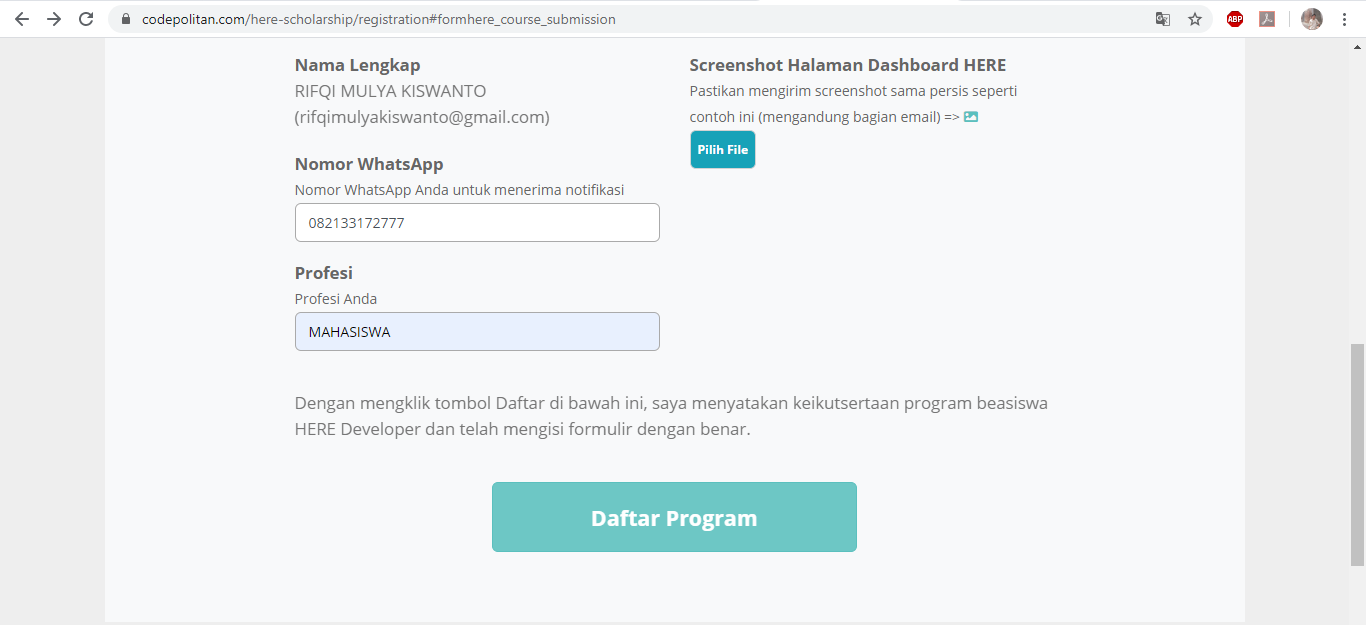 codepolitan.com/here-scholarship/registration#formhere_course_submission
ABP
Nama Lengkap
RIFQI MULYA KISWANTO
(rifqimulyakiswanto@gmail.com)
Nomor WhatsApp
Nomor WhatsApp Anda untuk menerima notifikasi
082133172777
Profesi
Profesi Anda
MAHASISWA
Screenshot Halaman Dashboard HERE
Pastikan mengirim screenshot sama persis seperti
contoh ini (mengandung bagian email) =>
Pilih File
Dengan mengklik tombol Daftar di bawah ini, saya menyatakan keikutsertaan program beasiswa
HERE Developer dan telah mengisi formulir dengan benar.
Daftar Program